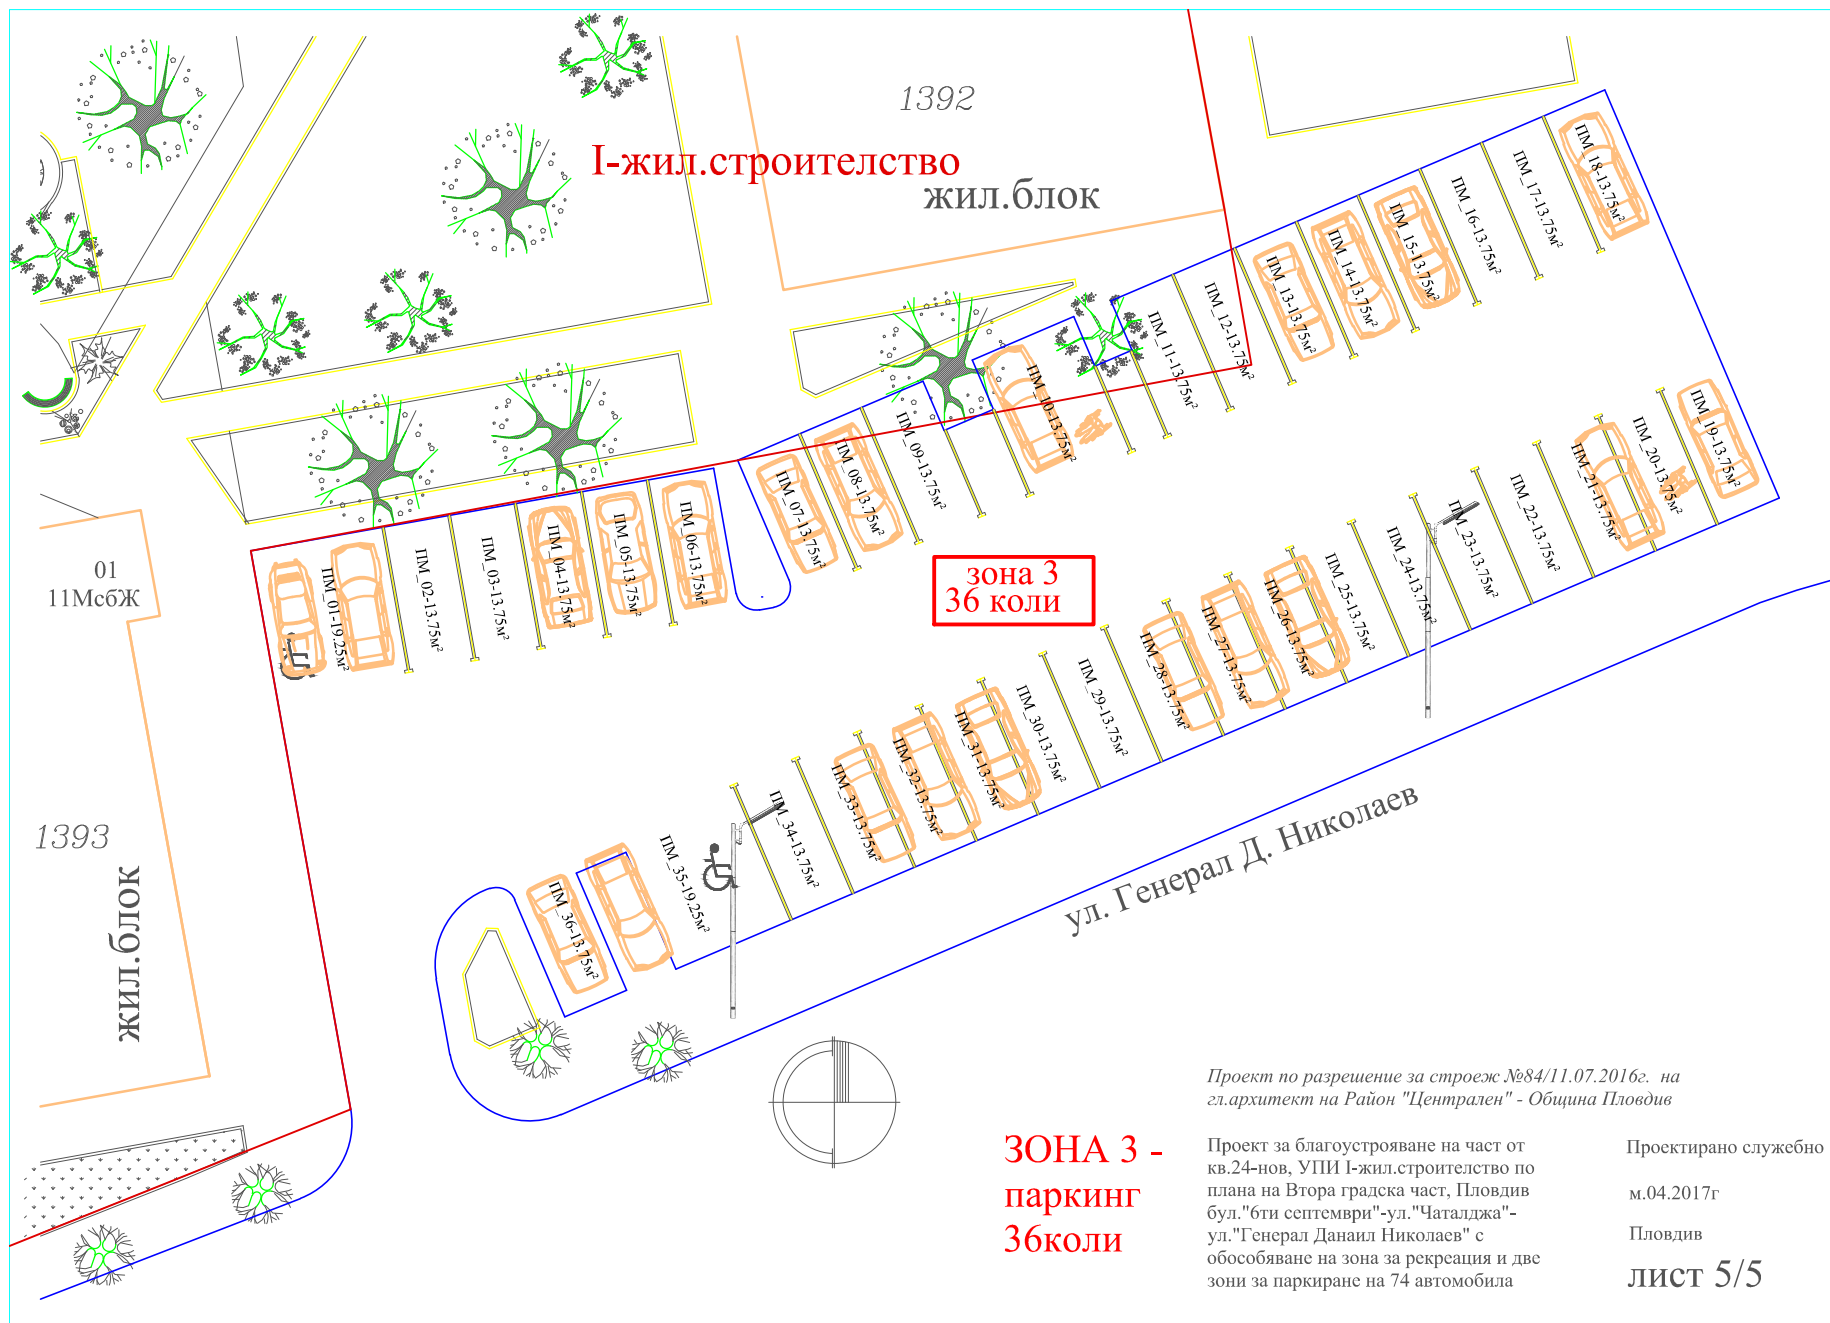 1392
I-жил.строителство
жил.блок
ПМ_18-13.75м²
ПМ_17-13.75м²
ПМ_16-13.75м²
ПМ_15-13.75м²
ПМ_14-13.75м²
ПМ_13-13.75м²
ПМ_12-13.75м²
ПМ_11-13.75м²
ПМ_10-13.75м²
ПМ_09-13.75м²
ПМ_08-13.75м²
ПМ_07-13.75м²
ПМ_06-13.75м²
ПМ_05-13.75м²
ПМ_04-13.75м²
ПМ_03-13.75м²
ПМ_02-13.75м²
ПМ_01-19.25м²
01
11МсбЖ
зона 3
36 коли
ПМ_19-13.75м²
ПМ_20-13.75м²
ПМ_21-13.75м²
ПМ_22-13.75м²
ПМ_23-13.75м²
ПМ_24-13.75м²
ПМ_25-13.75м²
ПМ_26-13.75м²
ПМ_27-13.75м²
ПМ_28-13.75м²
ПМ_29-13.75м²
ПМ_30-13.75м²
ПМ_31-13.75м²
ПМ_32-13.75м²
ПМ_33-13.75м²
ПМ_34-13.75м²
ПМ_35-19.25м²
ПМ_36-13.75м²
1393
жил.блок
ул. Генерал Д. Николаев
Проект по разрешение за строеж №84/11.07.2016г. на
гл.архитект на Район "Централен" - Община Пловдив
ЗОНА 3 -
паркинг
36коли
Проект за благоустрояване на част от
кв.24-нов, УПИ I-жил.строителство по
плана на Втора градска част, Пловдив
бул."6ти септември"-ул."Чаталджа"-
ул."Генерал Данаил Николаев" с
обособяване на зона за рекреация и две
зони за паркиране на 74 автомобила
Проектирано служебно
м.04.2017г
Пловдив
лист 5/5